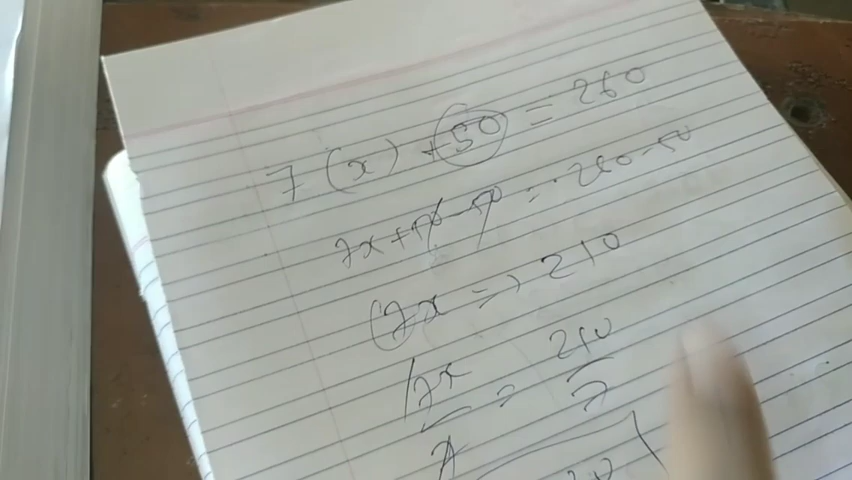 7(x) + 50 = 260
7x + 50 - 50 = 260 - 50
(7x = 210
7x/7 = 210/7